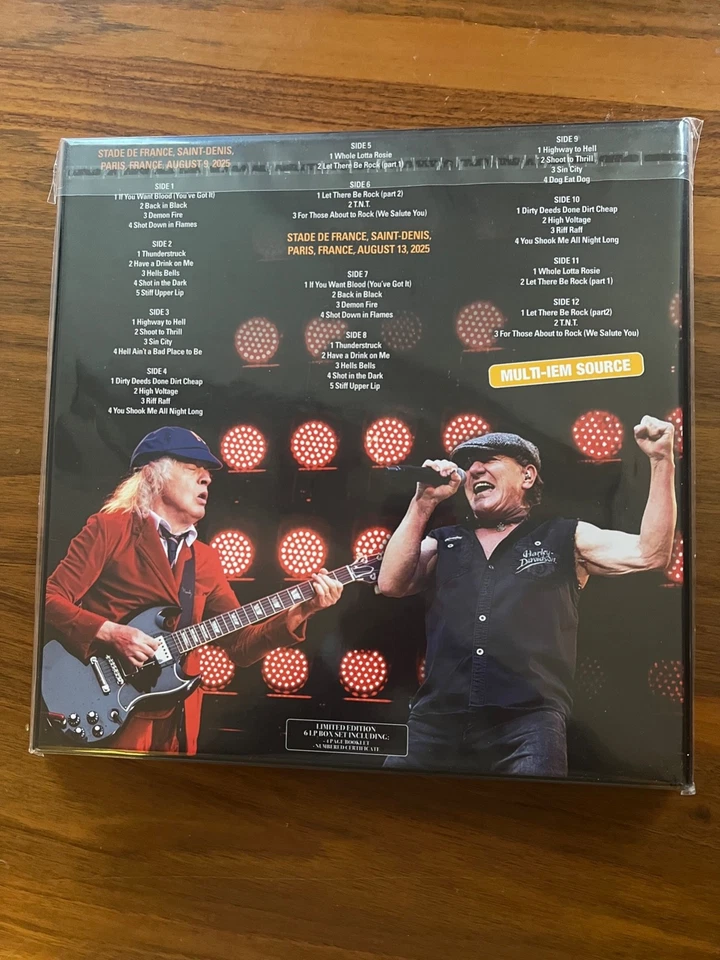 STADE DE FRANCE, SAINT-DENIS,
PARIS, FRANCE, AUGUST 9, 2025
SIDE 1
1 If You Want Blood (You've Got It)
2 Back in Black
3 Demon Fire
4 Shot Down in Flames
SIDE 2
1 Thunderstruck
2 Have a Drink on Me
3 Hells Bells
4 Shot in the Dark
5 Stiff Upper Lip
SIDE 3
1 Highway to Hell
2 Shoot to Thrill
3 Sin City
4 Hell Ain't a Bad Place to Be
SIDE 4
1 Dirty Deeds Done Dirt Cheap
2 High Voltage
3 Riff Raff
4 You Shook Me All Night Long
SIDE 5
1 Whole Lotta Rosie
2 Let There Be Rock (part 1)
SIDE 6
1 Let There Be Rock (part 2)
2 T.N.T.
3 For Those About to Rock (We Salute You)
STADE DE FRANCE, SAINT-DENIS,
PARIS, FRANCE, AUGUST 13, 2025
SIDE 7
1 If You Want Blood (You've Got It)
2 Back in Black
3 Demon Fire
4 Shot Down in Flames
SIDE 8
1 Thunderstruck
2 Have a Drink on Me
3 Hells Bells
4 Shot in the Dark
5 Stiff Upper Lip
SIDE 9
1 Highway to Hell
2 Shoot to Thrill
3 Sin City
4 Dog Eat Dog
SIDE 10
1 Dirty Deeds Done Dirt Cheap
2 High Voltage
3 Riff Raff
4 You Shook Me All Night Long
SIDE 11
1 Whole Lotta Rosie
2 Let There Be Rock (part 1)
SIDE 12
1 Let There Be Rock (part2)
2 T.N.T.
3 For Those About to Rock (We Salute You)
MULTI-IEM SOURCE
Harley
Davidson
LIMITED EDITION
6 LP BOX SET INCLUDING:
- 4 PAGE BOOKLET
- NUMBERED CERTIFICATE